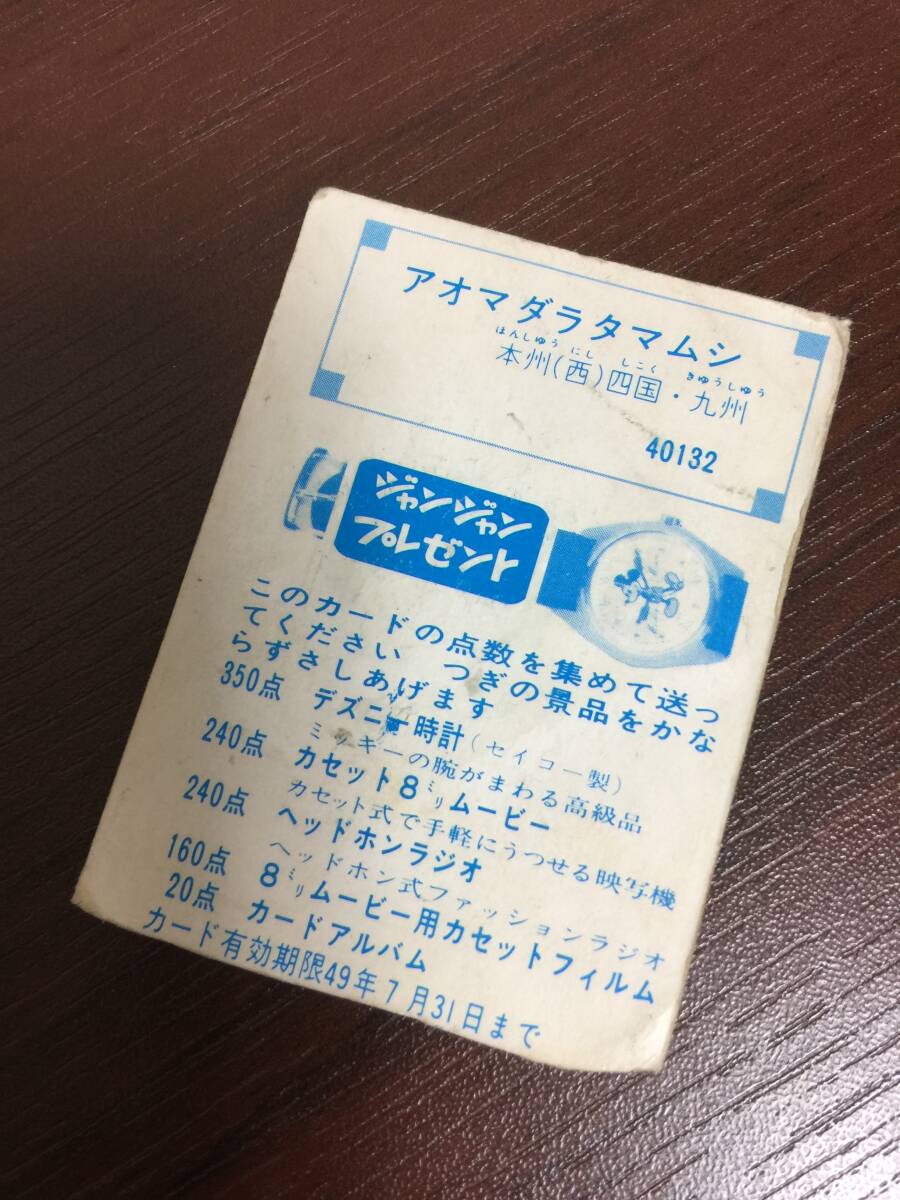 アオマダラタマムシ
はんしゅう にし しこく きゅうしゅう
本州(西)四国・九州
40132
ジャンジャン
プレゼント
このカードの点数を集めて送っ
てください つぎの景品をかな
らずさしあげます
350点 デズニー時計(セイコー製)
ミッキーの腕がまわる高級品
240点 カセット8ミリムービー
カセット式で手軽にうつせる映写機
240点 ヘッドホンラジオ
ヘッドホン式ファッションラジオ
160点 8ミリムービー用カセットフィルム
20点 カードアルバム
カード有効期限49年7月31日まで